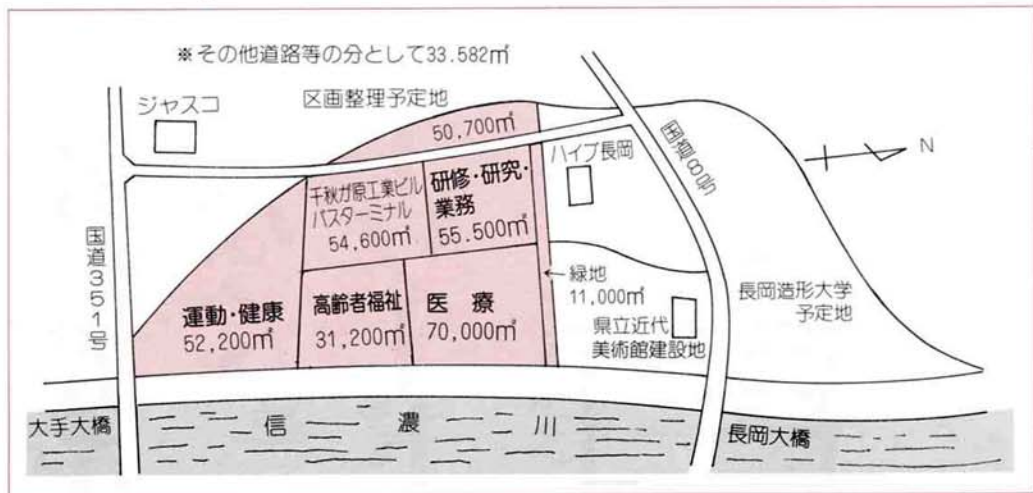 ※その他道路等の分として33.582㎡
区画整理予定地
ジャスコ
50,700㎡
千秋が原工業ビル
バスターミナル
54,600㎡
研修・研究・
業務
55.500㎡
ハイブ長岡
国道8号
N
国道351号
運動・健康
52,200㎡
高齢者福祉
31,200㎡
医療
70,000㎡
緑地
11,000㎡
県立近代
美術館建設地
長岡造形大学
予定地
大手大橋
信濃川
長岡大橋